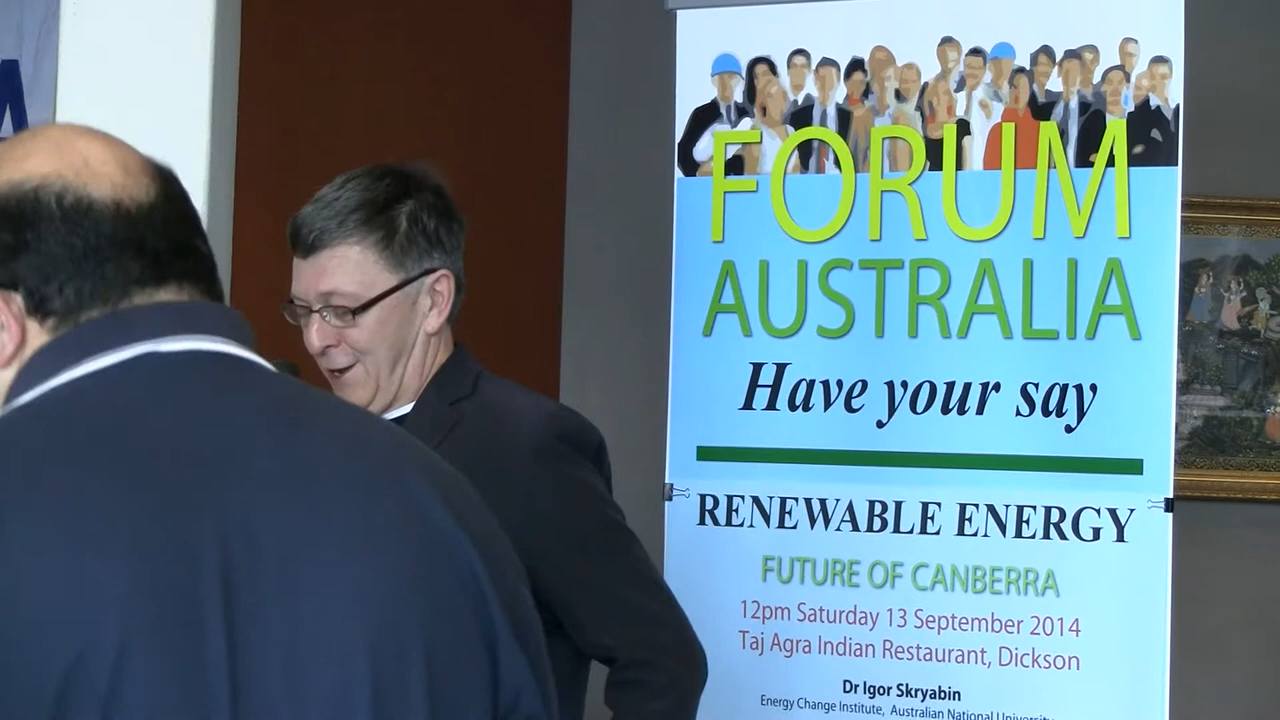 A
FORUM
AUSTRALIA
Have your say
RENEWABLE ENERGY
FUTURE OF CANBERRA
12pm Saturday 13 September 2014
Taj Agra Indian Restaurant, Dickson
Dr Igor Skryabin
Energy Change Institute, Australian National University